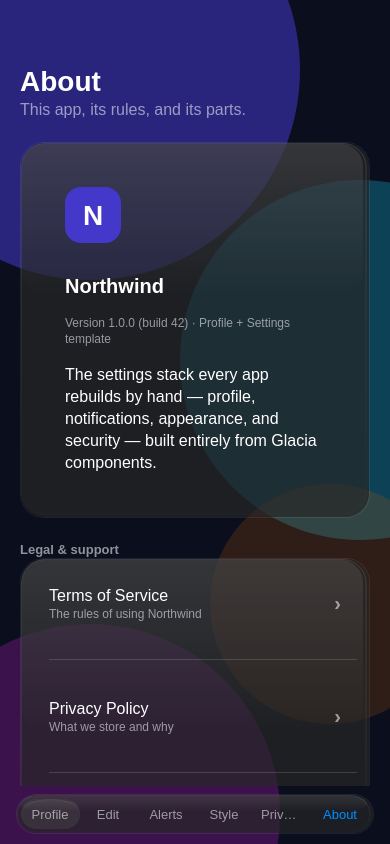 About
This app, its rules, and its parts.
N
Northwind
Version 1.0.0 (build 42) · Profile + Settings
template
The settings stack every app
rebuilds by hand — profile,
notifications, appearance, and
security — built entirely from Glacia
components.
Legal & support
Terms of Service
The rules of using Northwind
›
Privacy Policy
What we store and why
›
Profile Edit Alerts Style Priv… About